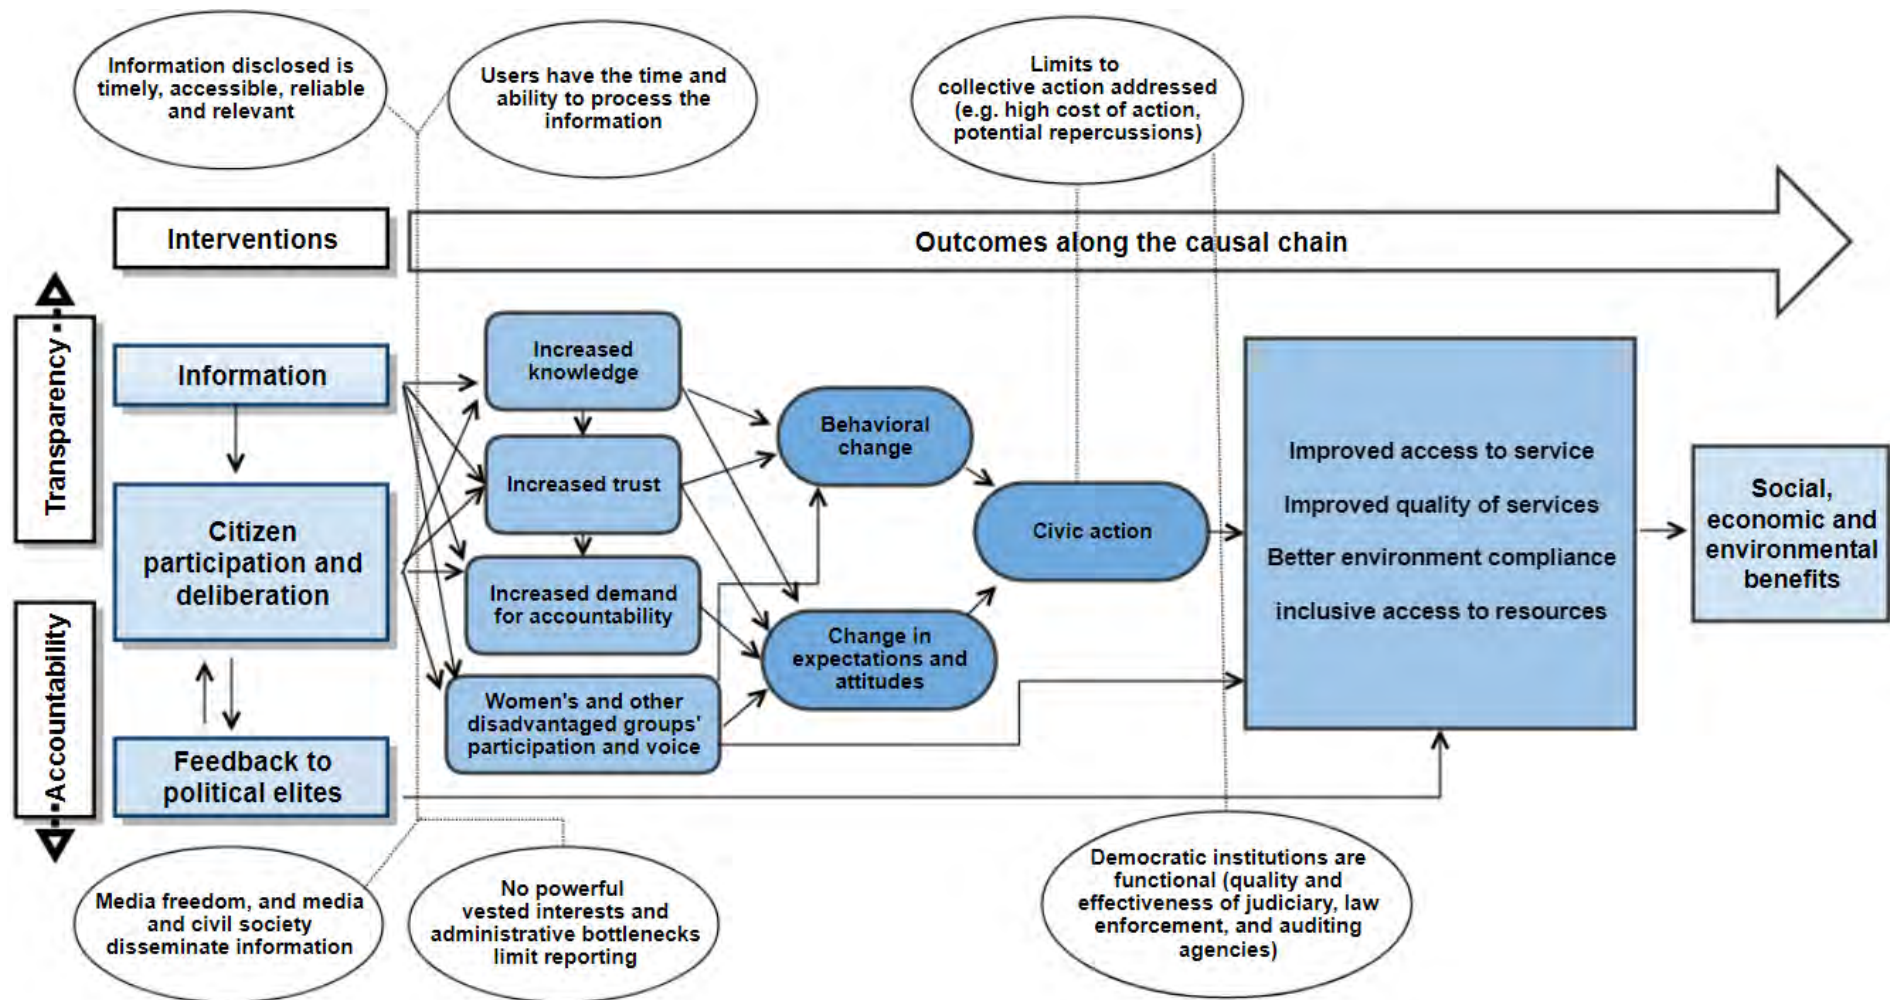 Information disclosed is
timely, accessible, reliable
and relevant
Users have the time and
ability to process the
information
Limits to
collective action addressed
(e.g. high cost of action,
potential repercussions)
Interventions
Outcomes along the causal chain
Transparency
Accountability
Information
Citizen
participation and
deliberation
Feedback to
political elites
Increased
knowledge
Increased trust
Increased demand
for accountability
Women's and other
disadvantaged groups'
participation and voice
Behavioral
change
Change in
expectations and
attitudes
Civic action
Improved access to service
Improved quality of services
Better environment compliance
inclusive access to resources
Social,
economic and
environmental
benefits
Media freedom, and media
and civil society
disseminate information
No powerful
vested interests and
administrative bottlenecks
limit reporting
Democratic institutions are
functional (quality and
effectiveness of judiciary, law
enforcement, and auditing
agencies)